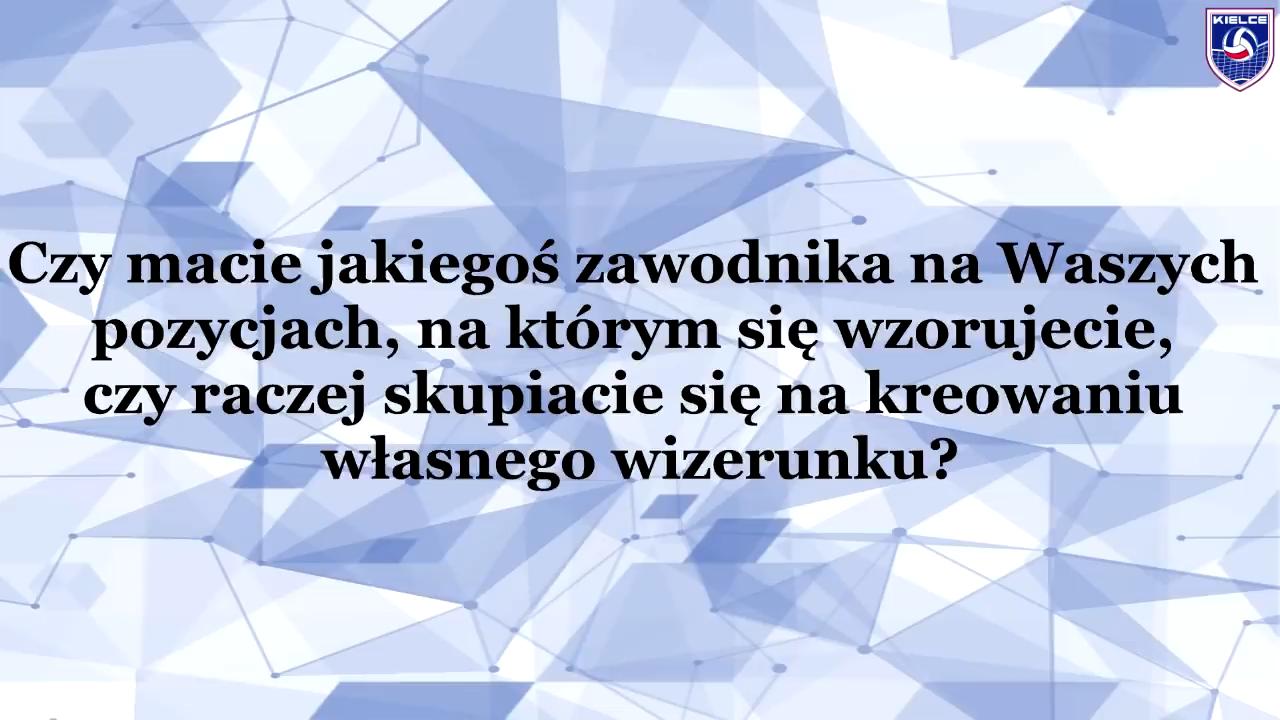 KIELCE
Czy macie jakiegoś zawodnika na Waszych
pozycjach, na którym się wzorujecie,
czy raczej skupiacie się na kreowaniu
własnego wizerunku?